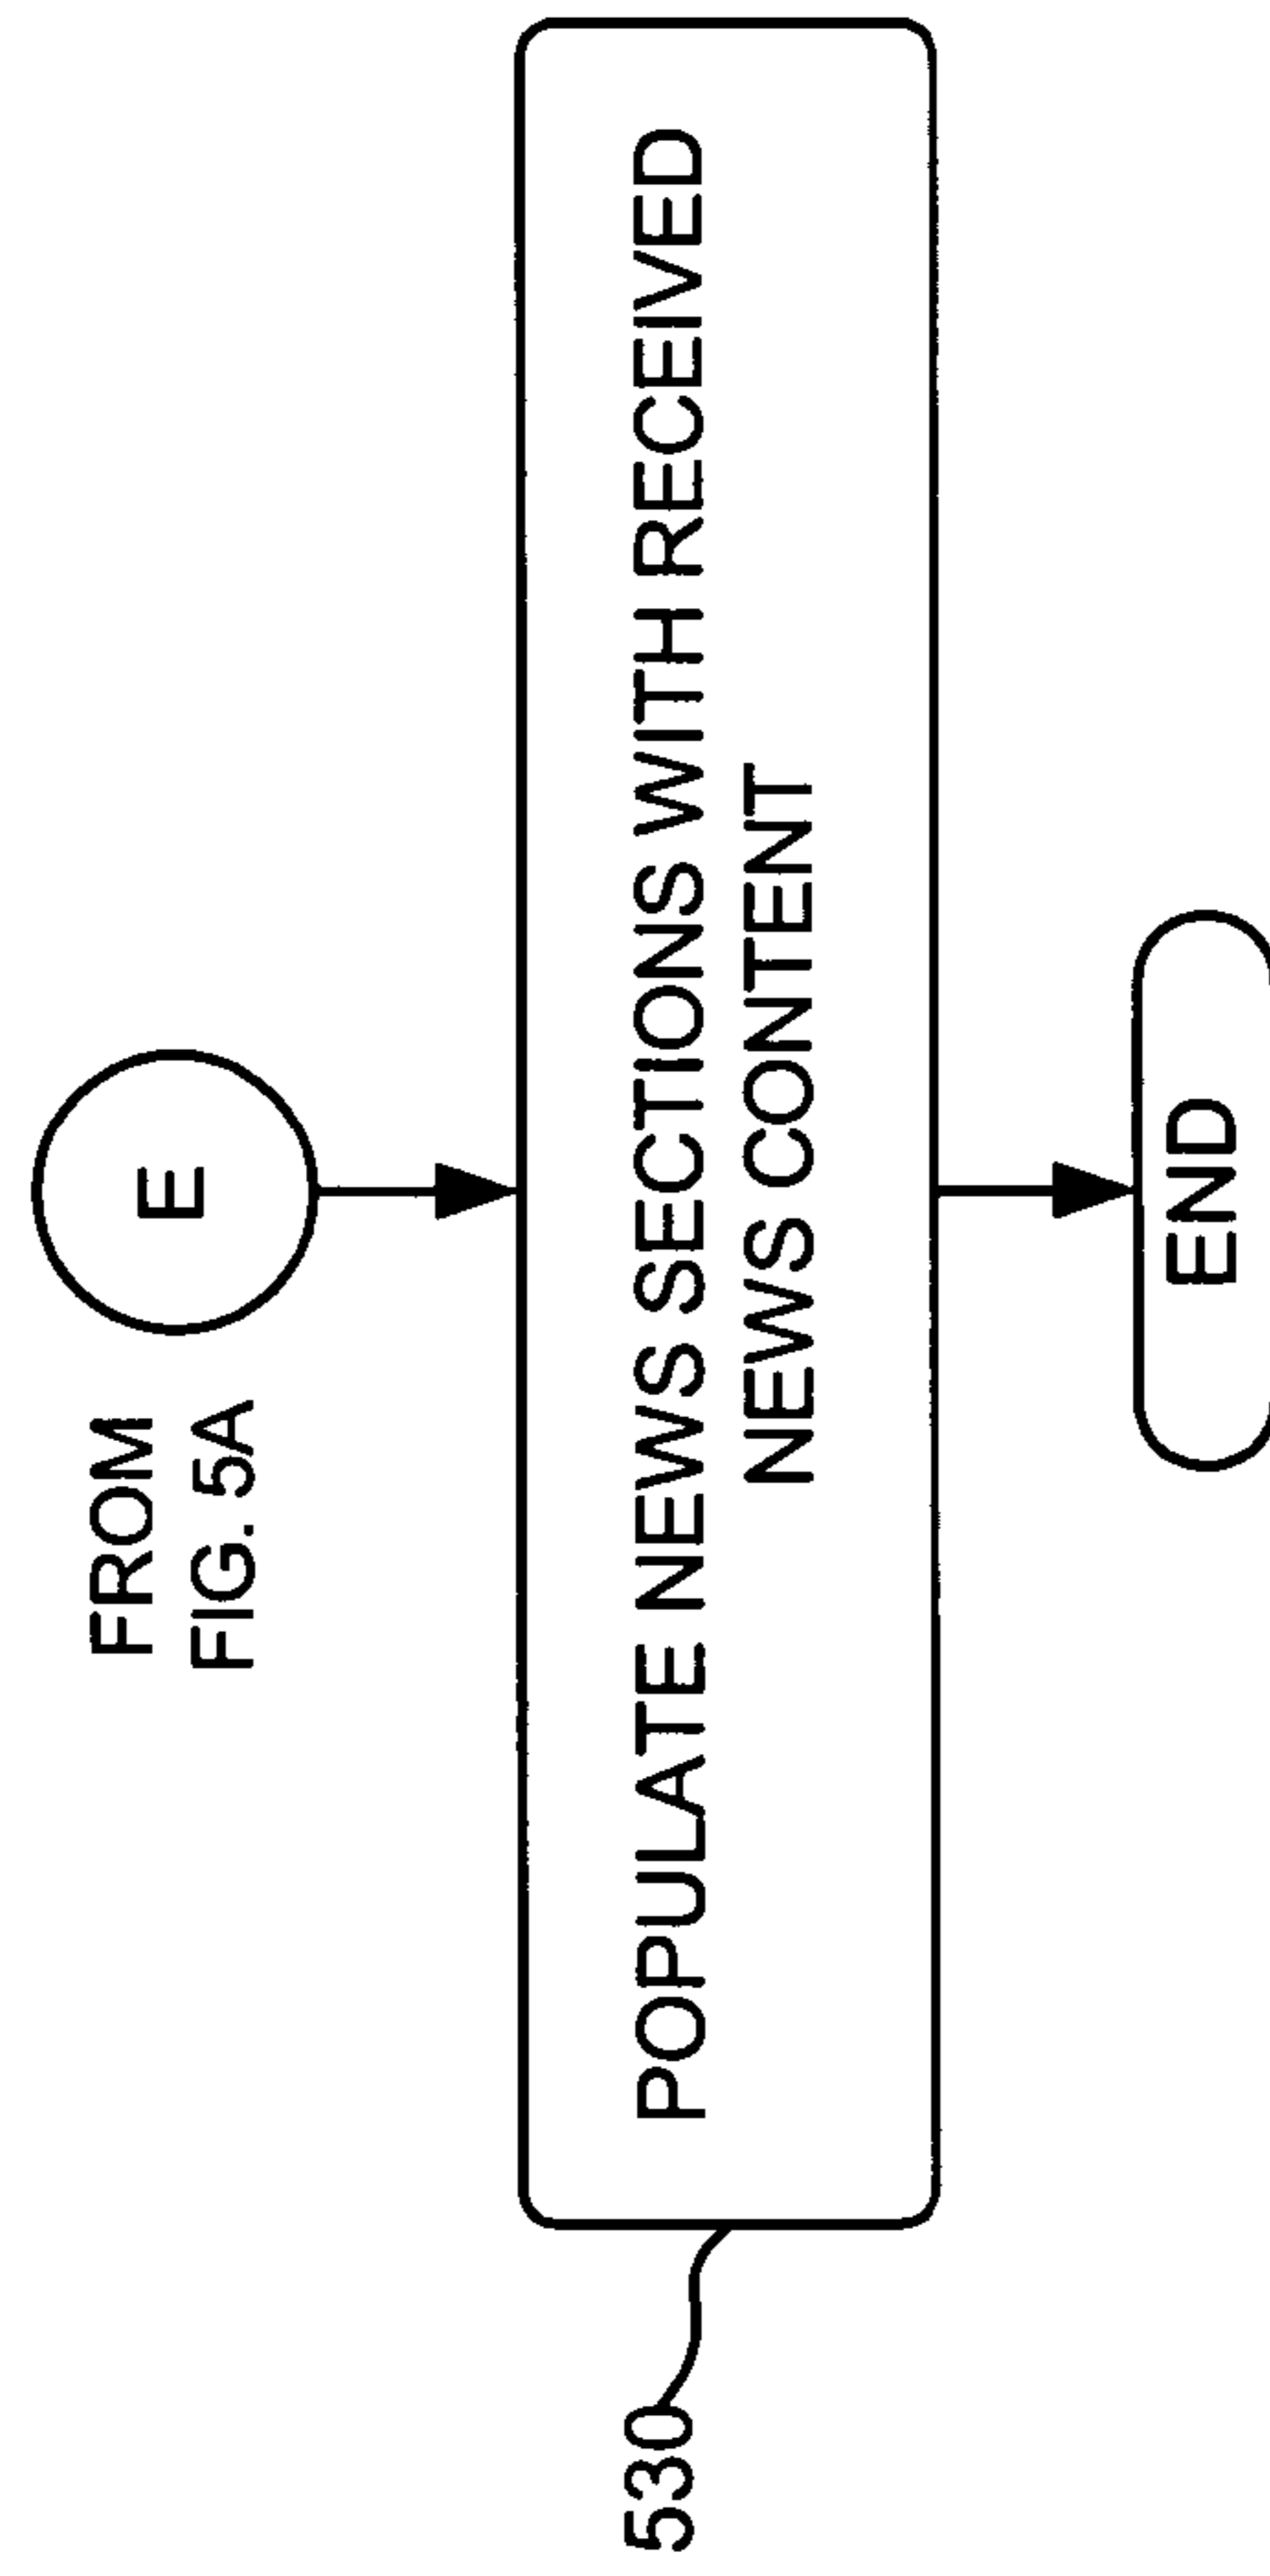 FROM
FIG. 5A
E
530
POPULATE NEWS SECTIONS WITH RECEIVED
NEWS CONTENT
END